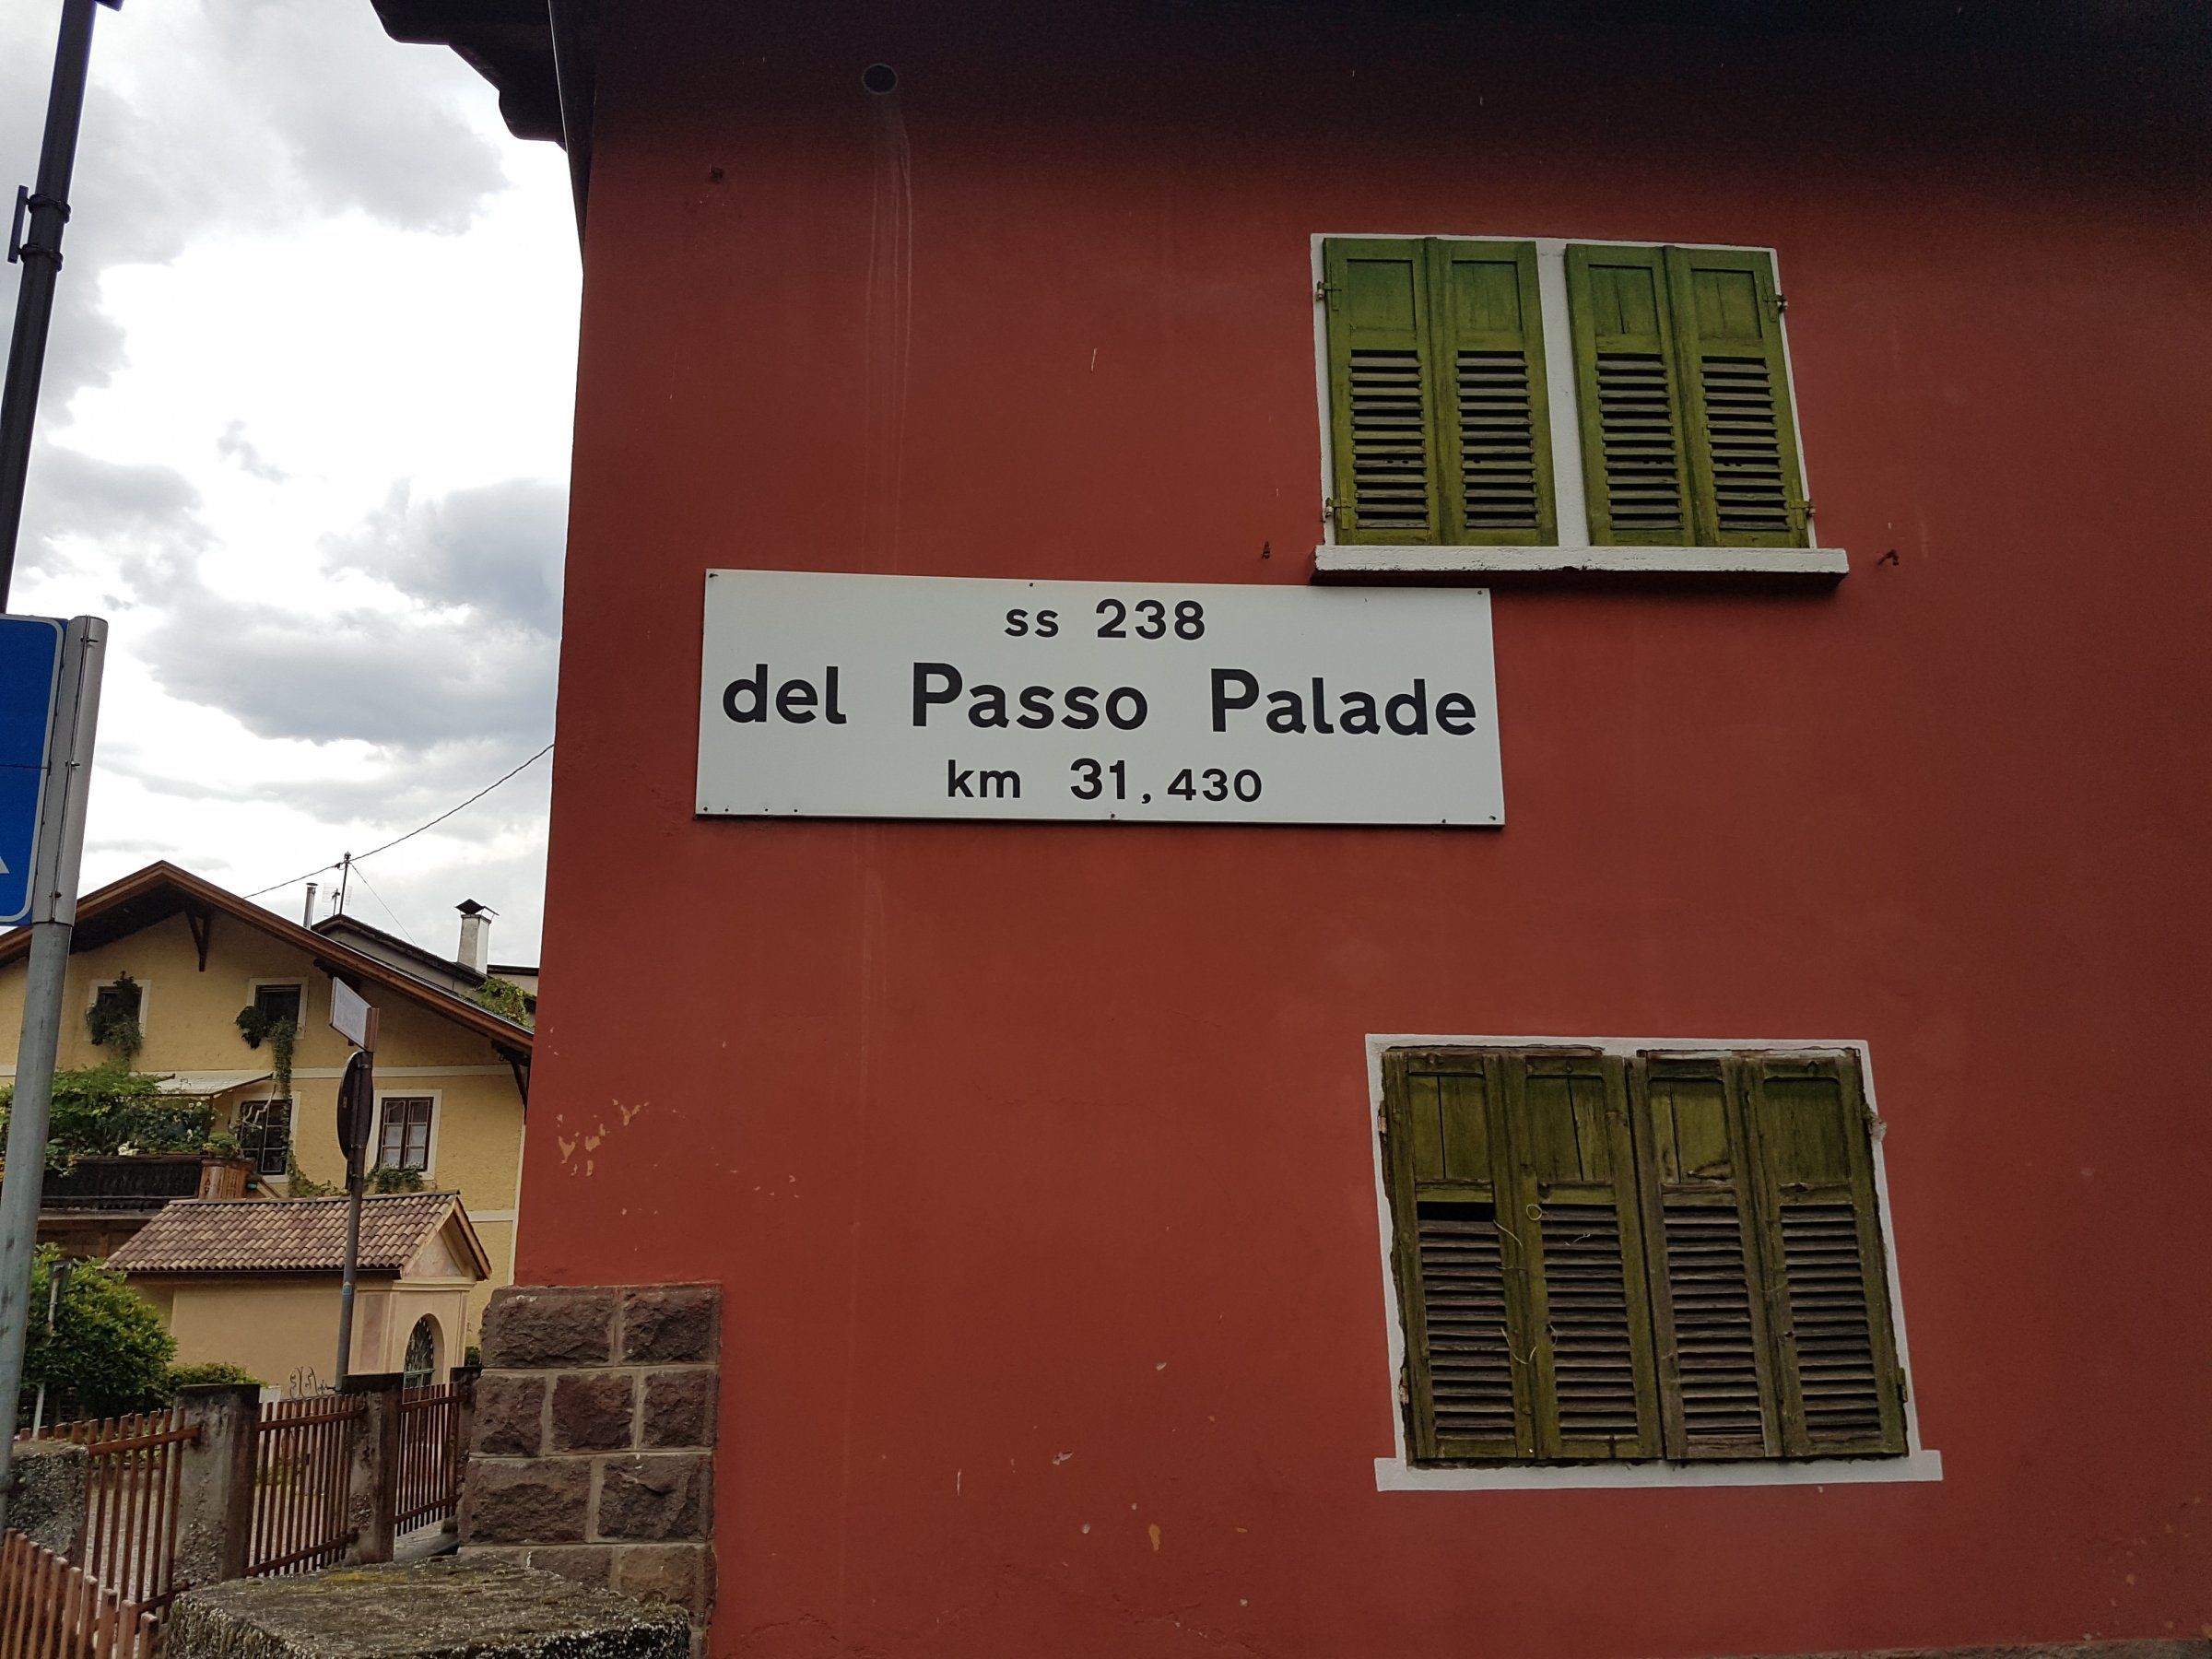 ss 238
del Passo Palade
km 31,430